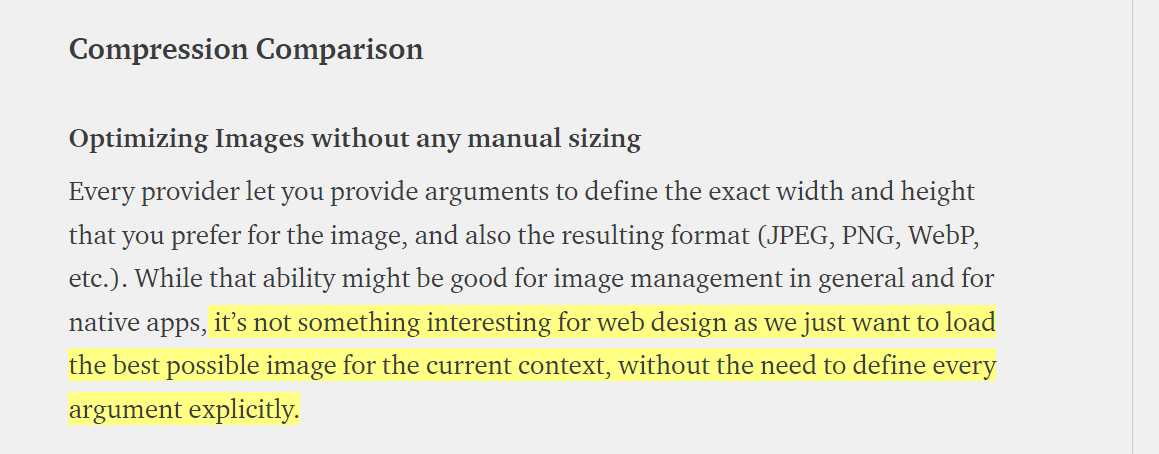 Compression Comparison
Optimizing Images without any manual sizing
Every provider let you provide arguments to define the exact width and height
that you prefer for the image, and also the resulting format (JPEG, PNG, WebP,
etc.). While that ability might be good for image management in general and for
native apps, it’s not something interesting for web design as we just want to load
the best possible image for the current context, without the need to define every
argument explicitly.